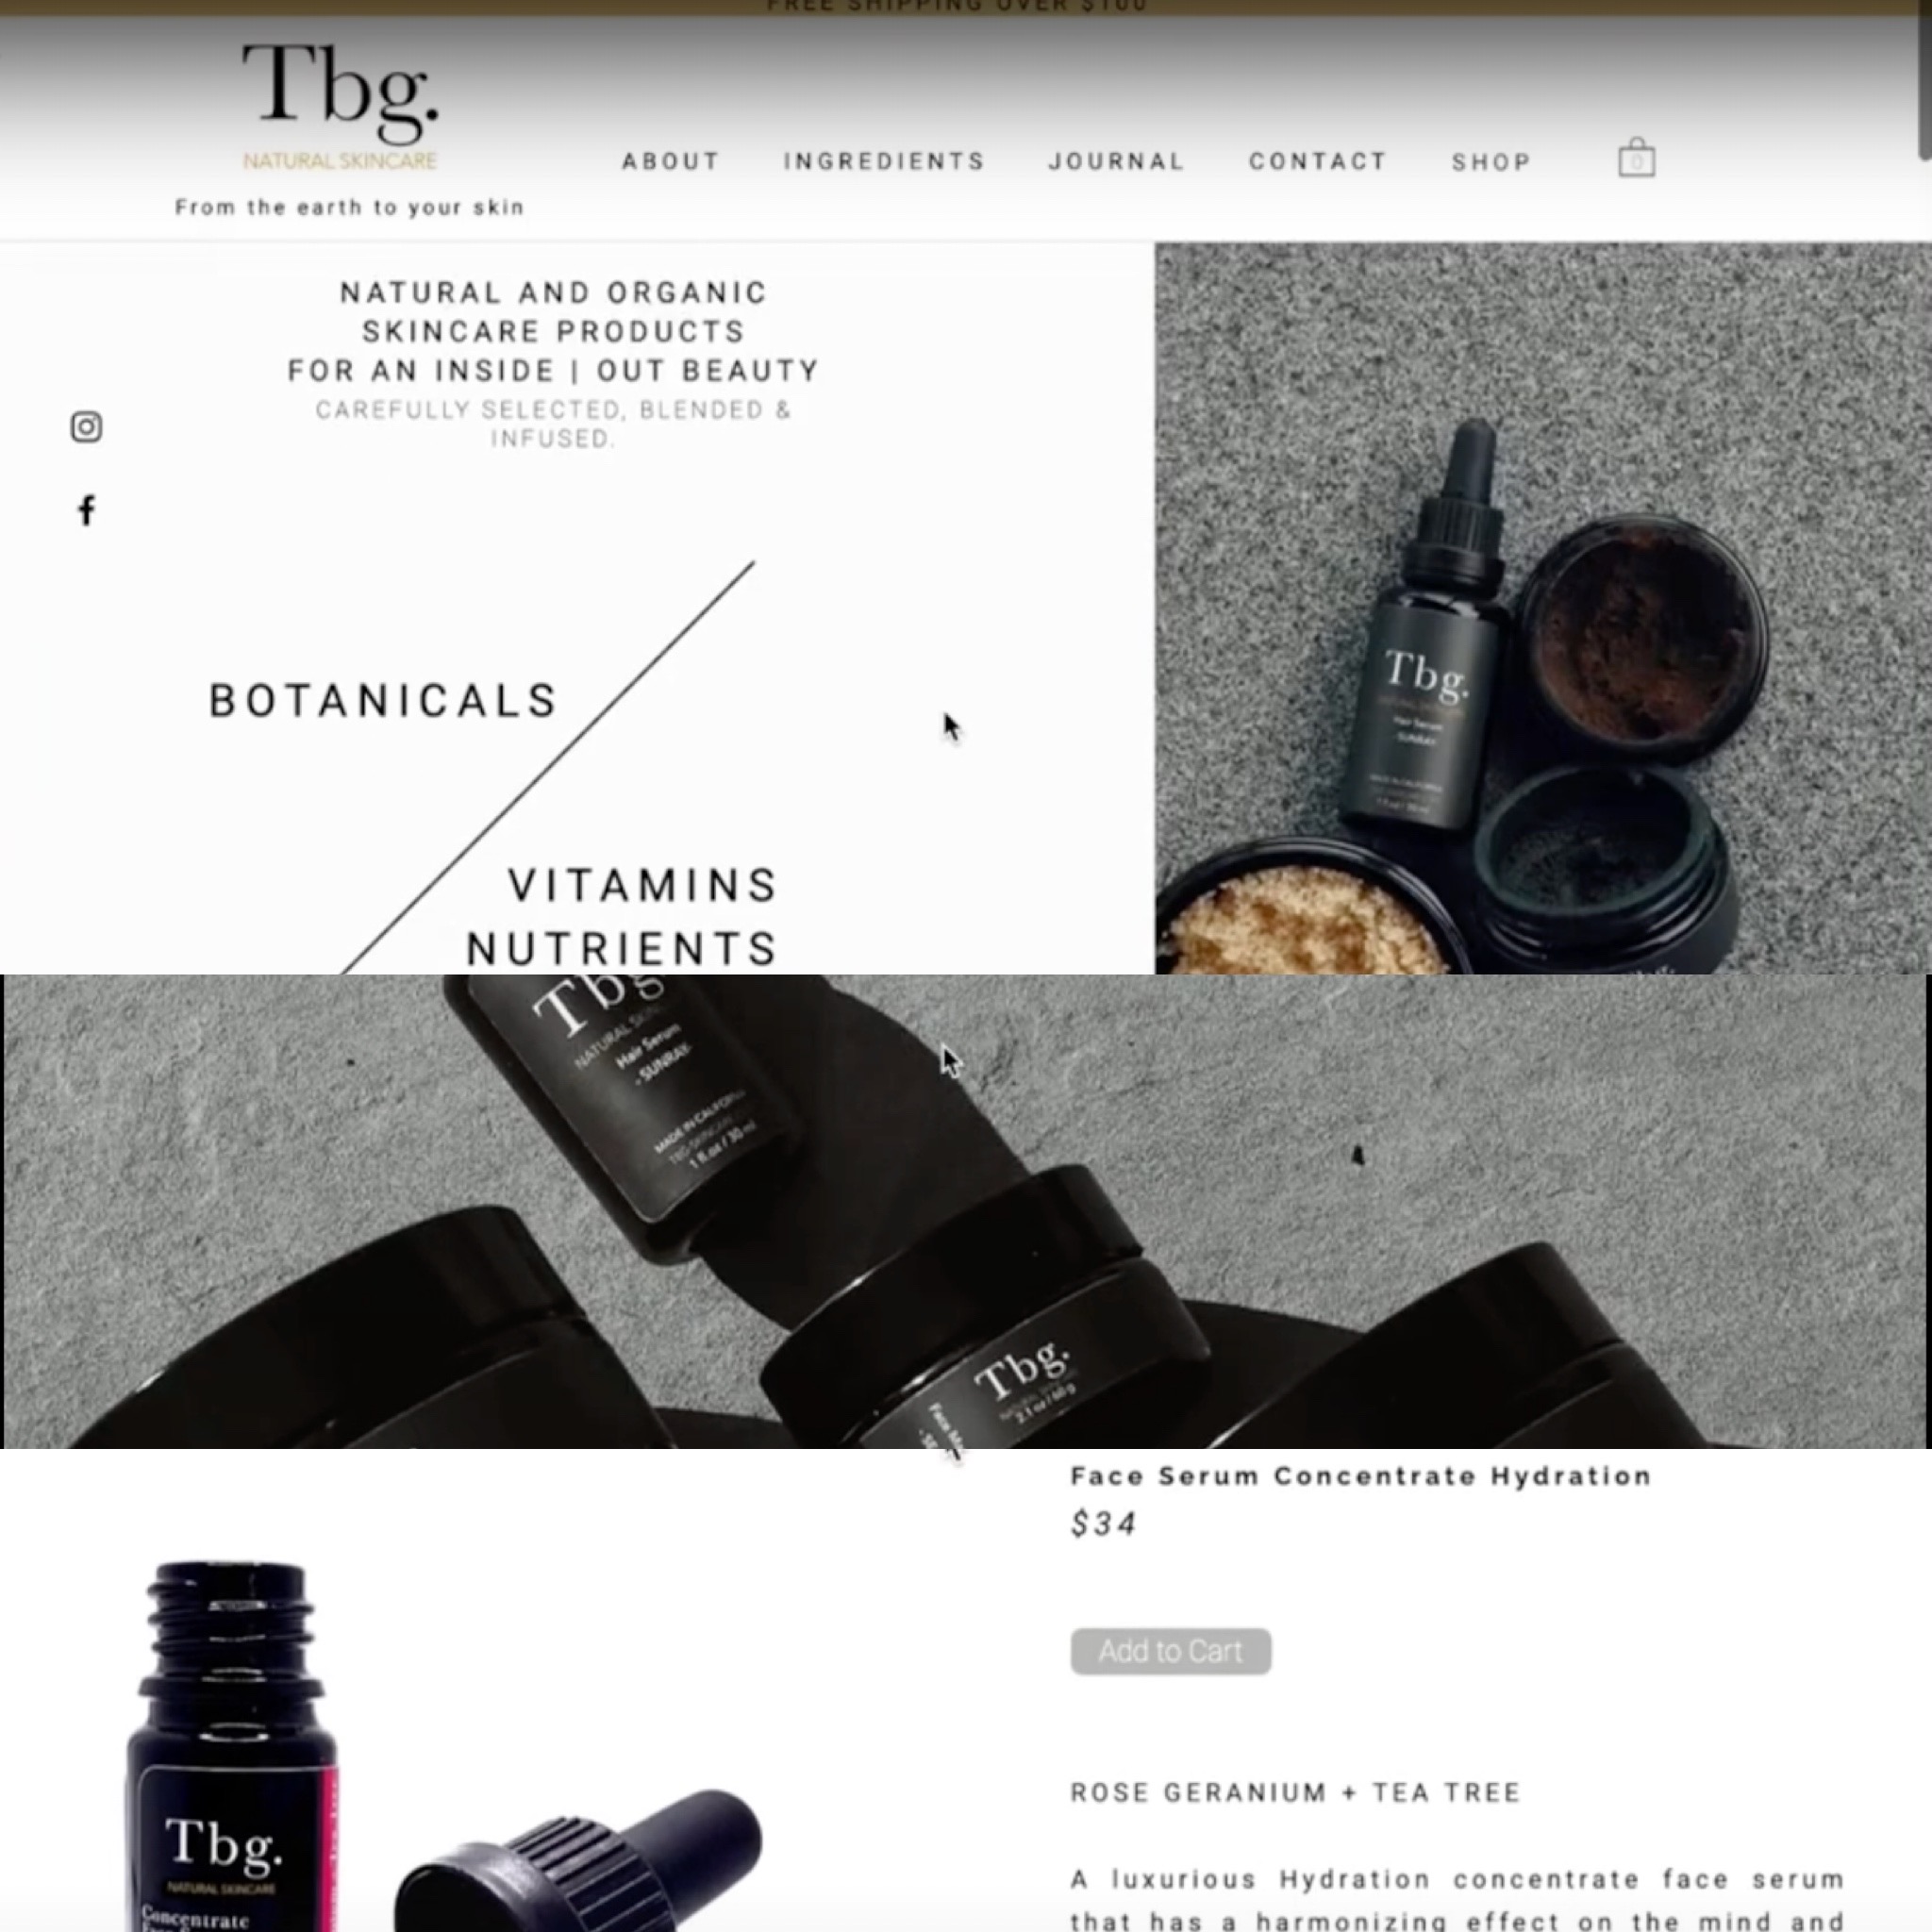 FREE SHIPPING OVER $100
Tbg.
NATURAL SKINCARE
From the earth to your skin
ABOUT
INGREDIENTS
JOURNAL
CONTACT
SHOP
0
NATURAL AND ORGANIC
SKINCARE PRODUCTS
FOR AN INSIDE | OUT BEAUTY
CAREFULLY SELECTED, BLENDED &
INFUSED.
BOTANICALS
VITAMINS
NUTRIENTS
Tbg.
Hair Serum
SUNRAY
Tbg
NATURAL
Hair Serum
- SUNRAY-
MADE IN
TBG SKINCARE
1 fl.oz / 30 ml
Tbg.
2.1 oz / 60 g
Face
Face Serum Concentrate Hydration
$34
Add to Cart
ROSE GERANIUM + TEA TREE
A luxurious Hydration concentrate face serum
that has a harmonizing effect on the mind and
Tbg.
NATURAL SKINCARE
Concentrate